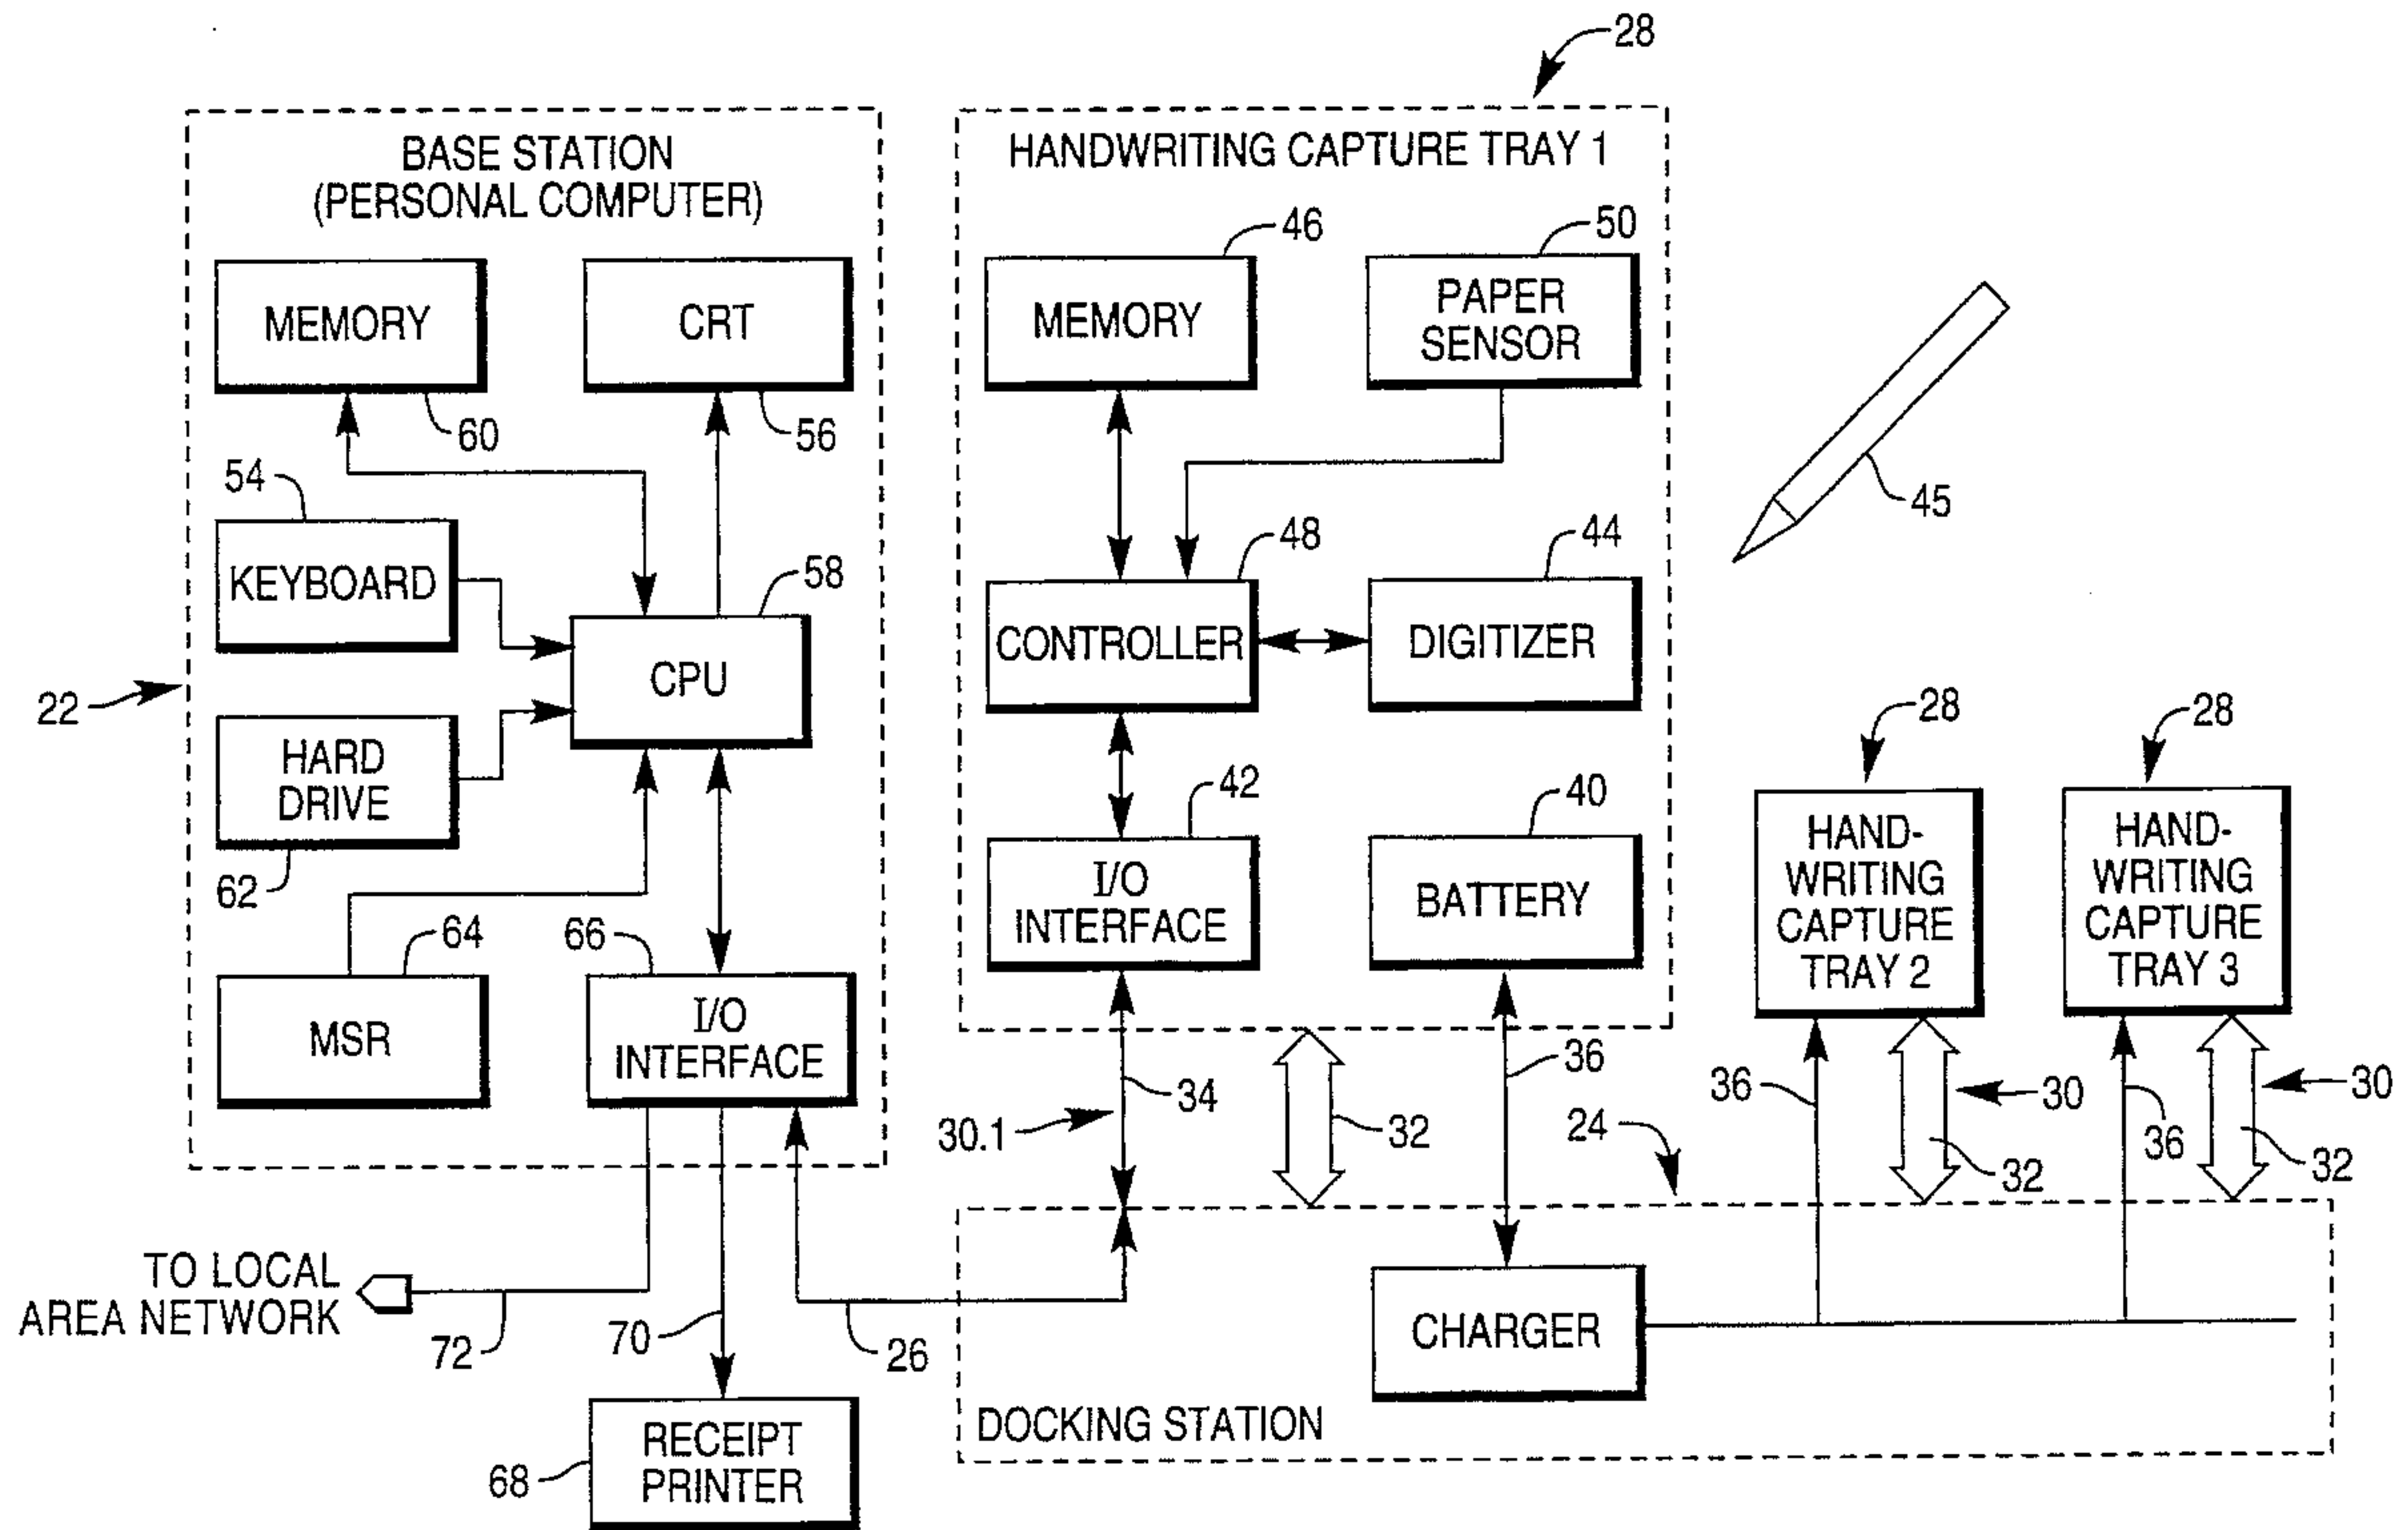 28
BASE STATION
(PERSONAL COMPUTER)
HANDWRITING CAPTURE TRAY 1
46
50
MEMORY
CRT
MEMORY
PAPER
SENSOR
60
56
54
45
48
44
KEYBOARD
58
CONTROLLER
DIGITIZER
CPU
22
28
28
HARD
DRIVE
42
40
62
I/O
INTERFACE
BATTERY
HAND-
WRITING
CAPTURE
TRAY 2
HAND-
WRITING
CAPTURE
TRAY 3
64
66
MSR
I/O
INTERFACE
34
36
36
30
30
30.1
32
24
36
32
32
TO LOCAL
AREA NETWORK
72
70
26
CHARGER
DOCKING STATION
RECEIPT
PRINTER
68